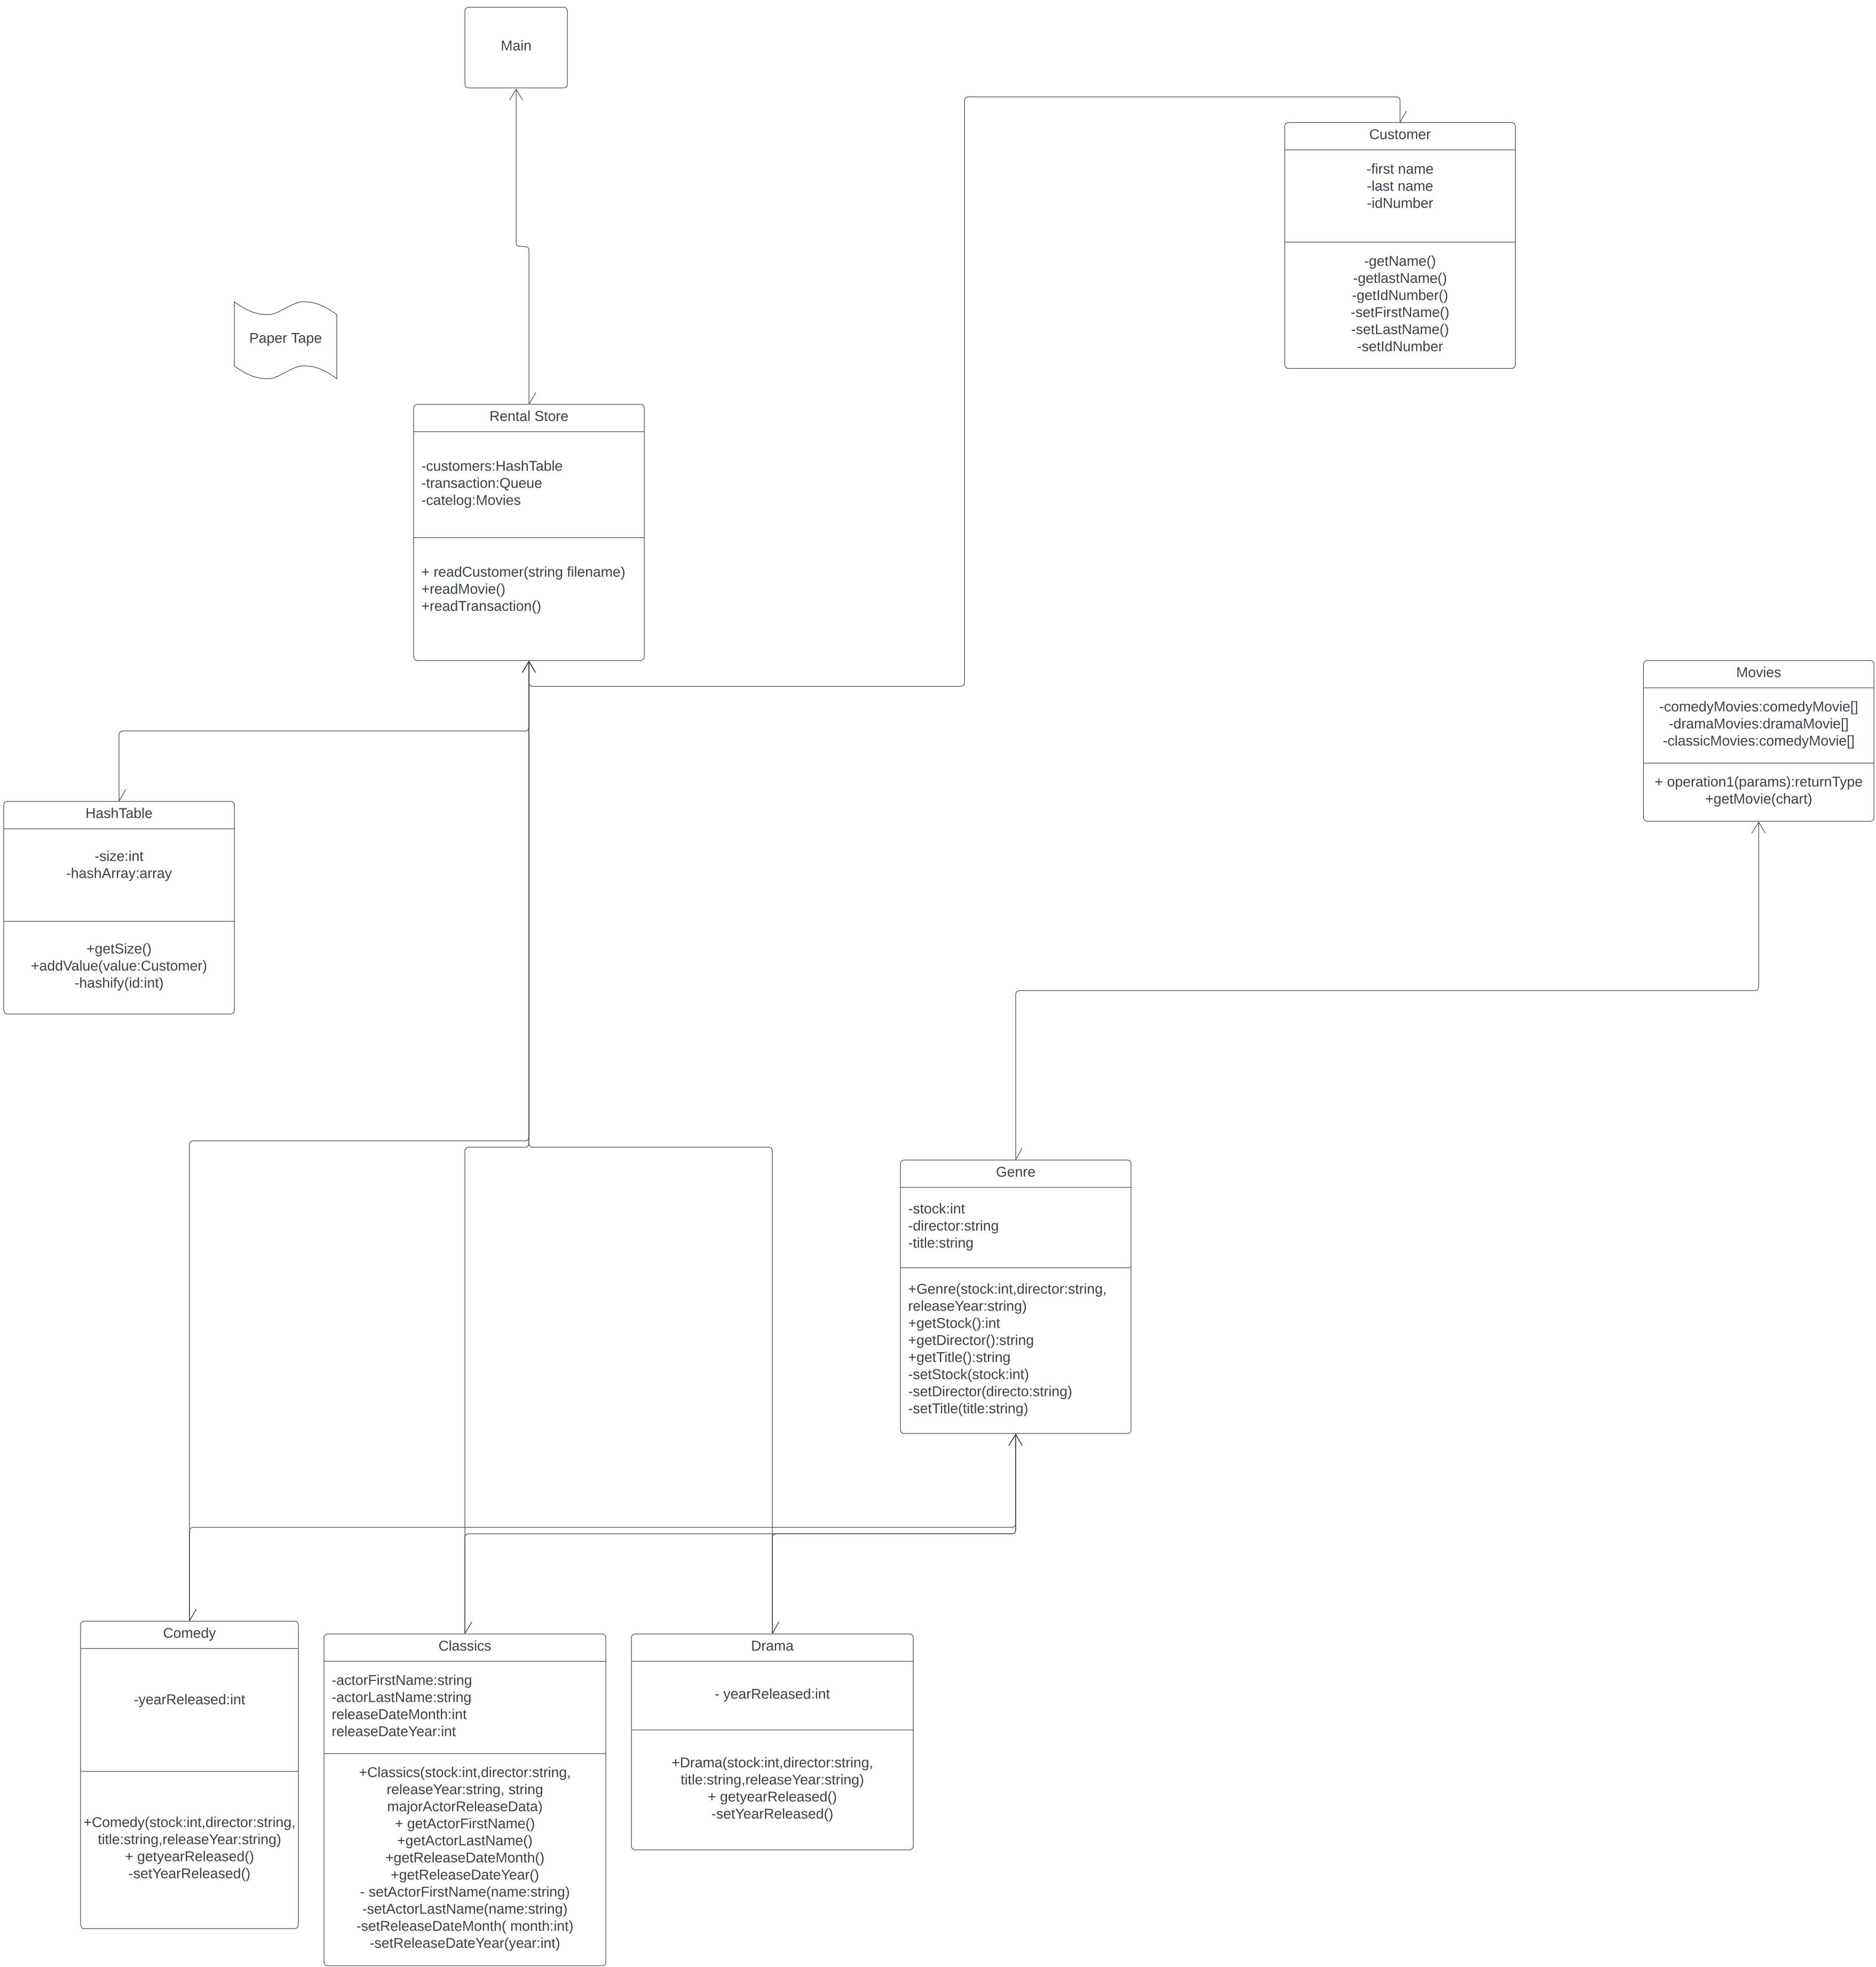 Main
Customer
-first name
-last name
-idNumber
-getName()
-getlastName()
-getIdNumber()
-setFirstName()
-setLastName()
-setIdNumber
Paper Tape
Rental Store
-customers:HashTable
-transaction:Queue
-catelog:Movies
+ readCustomer(string filename)
+readMovie()
+readTransaction()
Movies
-comedyMovies:comedyMovie[]
-dramaMovies:dramaMovie[]
-classicMovies:comedyMovie[]
+ operation1(params):returnType
+getMovie(chart)
HashTable
-size:int
-hashArray:array
+getSize()
+addValue(value:Customer)
-hashify(id:int)
Genre
-stock:int
-director:string
-title:string
+Genre(stock:int,director:string,
releaseYear:string)
+getStock():int
+getDirector():string
+getTitle():string
-setStock(stock:int)
-setDirector(directo:string)
-setTitle(title:string)
Comedy
-yearReleased:int
+Comedy(stock:int,director:string,
title:string,releaseYear:string)
+ getyearReleased()
-setYearReleased()
Classics
-actorFirstName:string
-actorLastName:string
releaseDateMonth:int
releaseDateYear:int
+Classics(stock:int,director:string,
releaseYear:string, string
majorActorReleaseData)
+ getActorFirstName()
+getActorLastName()
+getReleaseDateMonth()
+getReleaseDateYear()
- setActorFirstName(name:string)
-setActorLastName(name:string)
-setReleaseDateMonth( month:int)
-setReleaseDateYear(year:int)
Drama
- yearReleased:int
+Drama(stock:int,director:string,
title:string,releaseYear:string)
+ getyearReleased()
-setYearReleased()